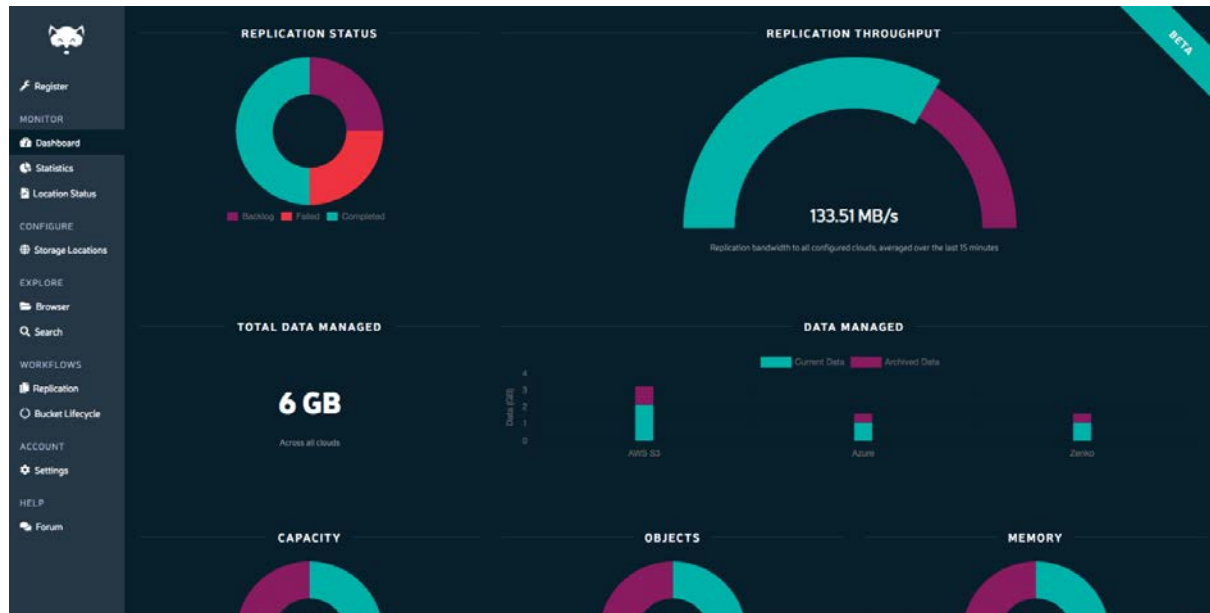 Register
MONITOR
Dashboard
Statistics
Location Status
CONFIGURE
Storage Locations
EXPLORE
Browser
Search
WORKFLOWS
Replication
Bucket Lifecycle
ACCOUNT
Settings
HELP
Forum
REPLICATION STATUS
Backlog Failed Completed
REPLICATION THROUGHPUT
133.51 MB/s
Replication bandwidth to all configured clouds, averaged over the last 15 minutes
BETA
TOTAL DATA MANAGED
6 GB
Across all clouds
DATA MANAGED
Current Data Archived Data
Data (GB)
4
3
2
1
0
AWS S3 Azure Zenko
CAPACITY
OBJECTS
MEMORY